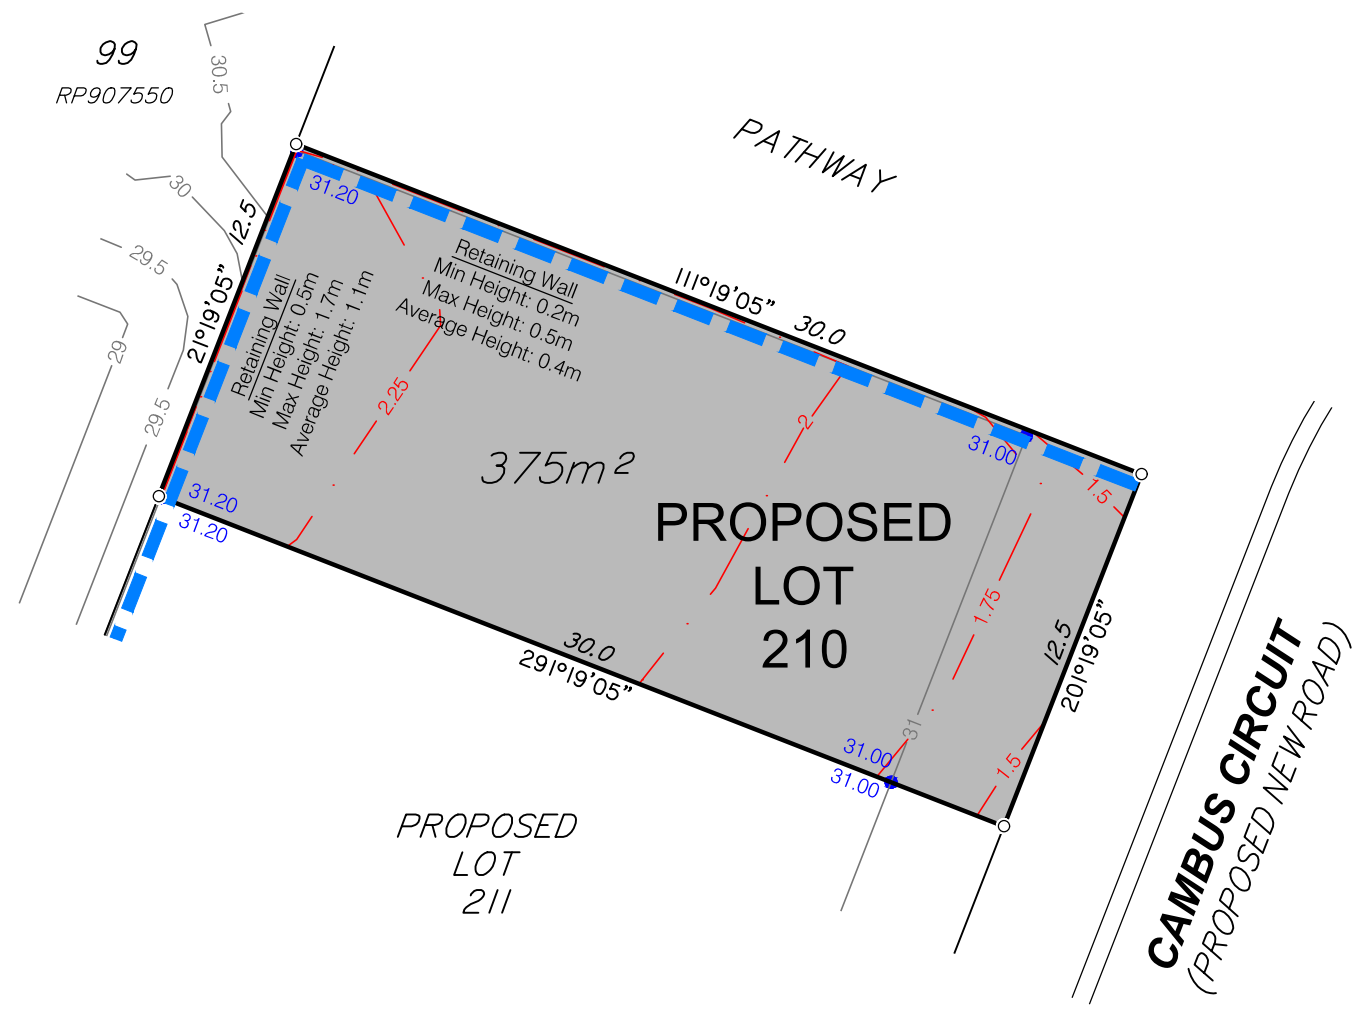 99
RP907550
30.5
30
29.5
29
29.5
PATHWAY
12.5
21°19'05"
31.20
Retaining Wall
Min Height: 0.5m
Max Height: 1.7m
Average Height: 1.1m
Retaining Wall
Min Height: 0.2m
Max Height: 0.5m
Average Height: 0.4m
111°19'05"
30.0
2.25
2
31.00
1.5
375m²
31.20
31.20
PROPOSED
LOT
210
1.75
12.5
201°19'05"
30.0
291°19'05"
31
31.00
31.00
1.5
PROPOSED
LOT
211
CAMBUS CIRCUIT
(PROPOSED NEW ROAD)